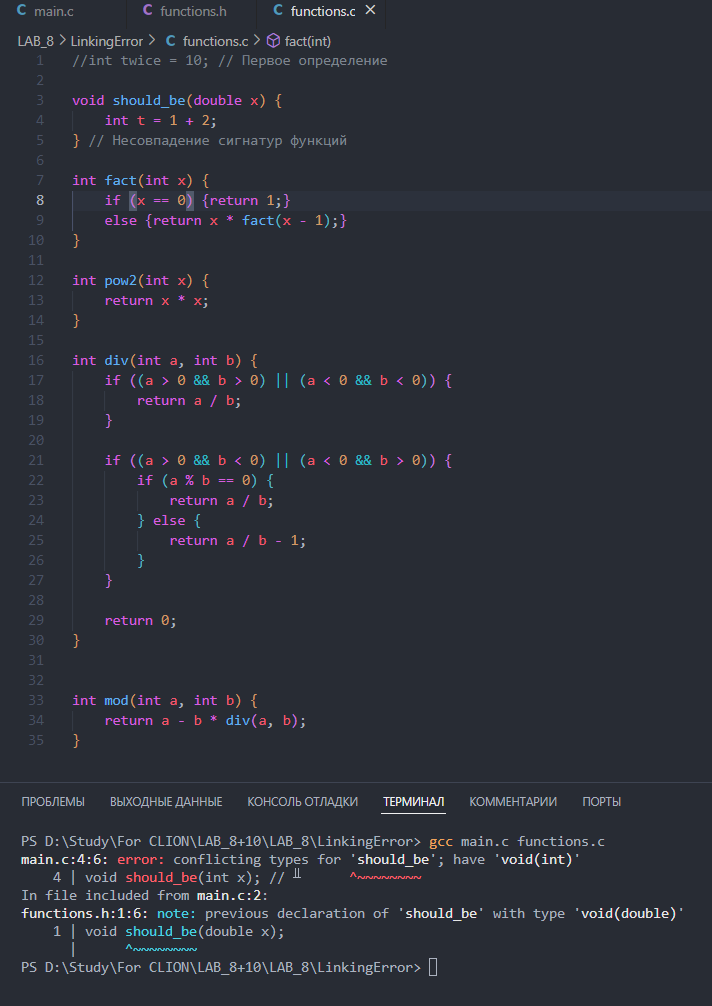 C main.c C functions.h C functions.c ×
LAB_8 > LinkingError > C functions.c > fact(int)
1 //int twice = 10; // Первое определение
2
3 void should_be(double x) {
4 int t = 1 + 2;
5 } // Несовпадение сигнатур функций
6
7 int fact(int x) {
8 if (x == 0) {return 1;}
9 else {return x * fact(x - 1);}
10 }
11
12 int pow2(int x) {
13 return x * x;
14 }
15
16 int div(int a, int b) {
17 if ((a > 0 && b > 0) || (a < 0 && b < 0)) {
18 return a / b;
19 }
20
21 if ((a > 0 && b < 0) || (a < 0 && b > 0)) {
22 if (a % b == 0) {
23 return a / b;
24 } else {
25 return a / b - 1;
26 }
27 }
28
29 return 0;
30 }
31
32
33 int mod(int a, int b) {
34 return a - b * div(a, b);
35 }
ПРОБЛЕМЫ ВЫХОДНЫЕ ДАННЫЕ КОНСОЛЬ ОТЛАДКИ ТЕРМИНАЛ КОММЕНТАРИИ ПОРТЫ
PS D:\Study\For CLION\LAB_8+10\LAB_8\LinkingError> gcc main.c functions.c
main.c:4:6: error: conflicting types for 'should_be'; have 'void(int)'
4 | void should_be(int x); // ╨ ^~~~~~~~~
In file included from main.c:2:
functions.h:1:6: note: previous declaration of 'should_be' with type 'void(double)'
1 | void should_be(double x);
| ^~~~~~~~~
PS D:\Study\For CLION\LAB_8+10\LAB_8\LinkingError>